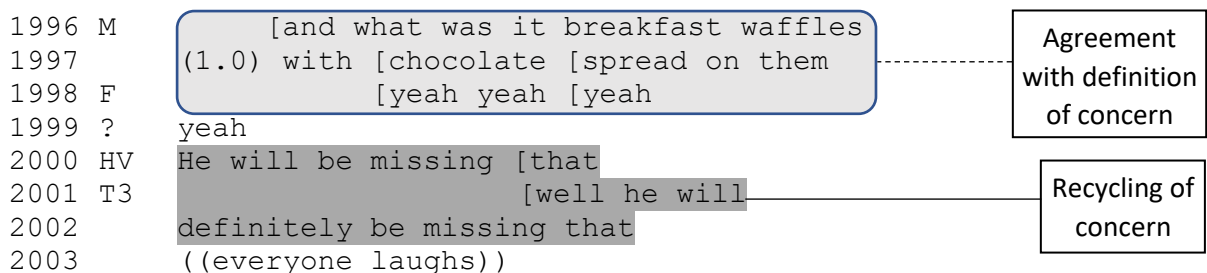 1996 M [and what was it breakfast waffles
1997 (1.0) with [chocolate [spread on them
1998 F [yeah yeah [yeah
1999 ? yeah
2000 HV He will be missing [that
2001 T3 [well he will
2002 definitely be missing that
2003 ((everyone laughs))
Agreement
with definition
of concern
Recycling of
concern